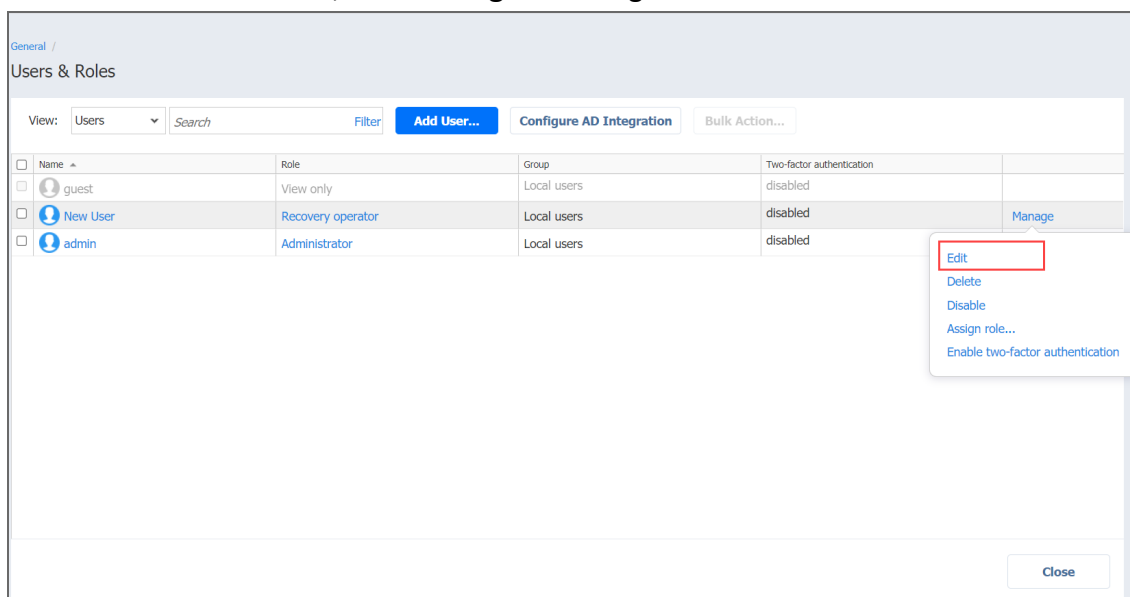 General /
Users & Roles
View: Users Search Filter Add User... Configure AD Integration Bulk Action...
Name Role Group Two-factor authentication
guest View only Local users disabled
New User Recovery operator Local users disabled Manage
admin Administrator Local users disabled
Edit
Delete
Disable
Assign role...
Enable two-factor authentication
Close